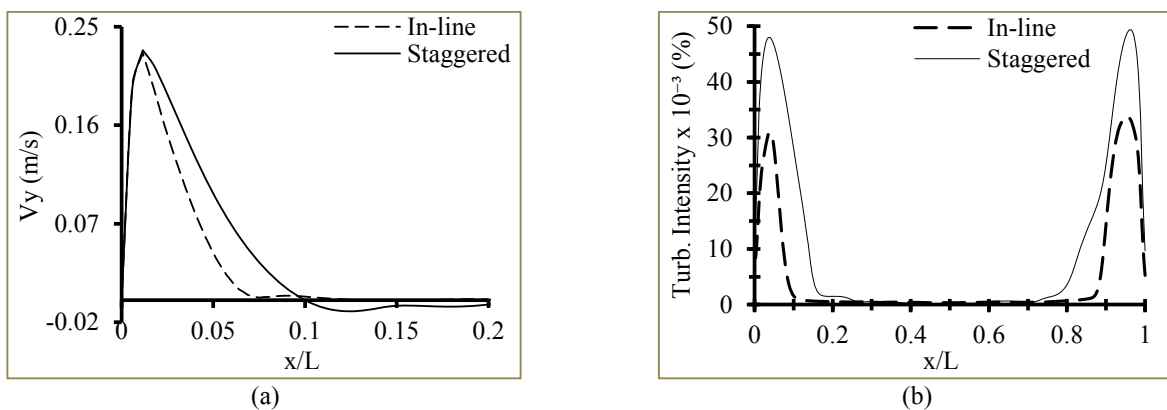 0.25
0.16
0.07
-0.02
0
0.05
0.1
0.15
0.2
Vy (m/s)
x/L
In-line
Staggered
(a)
50
40
30
20
10
0
0
0.2
0.4
0.6
0.8
1
Turb. Intensity x 10⁻³ (%)
x/L
In-line
Staggered
(b)